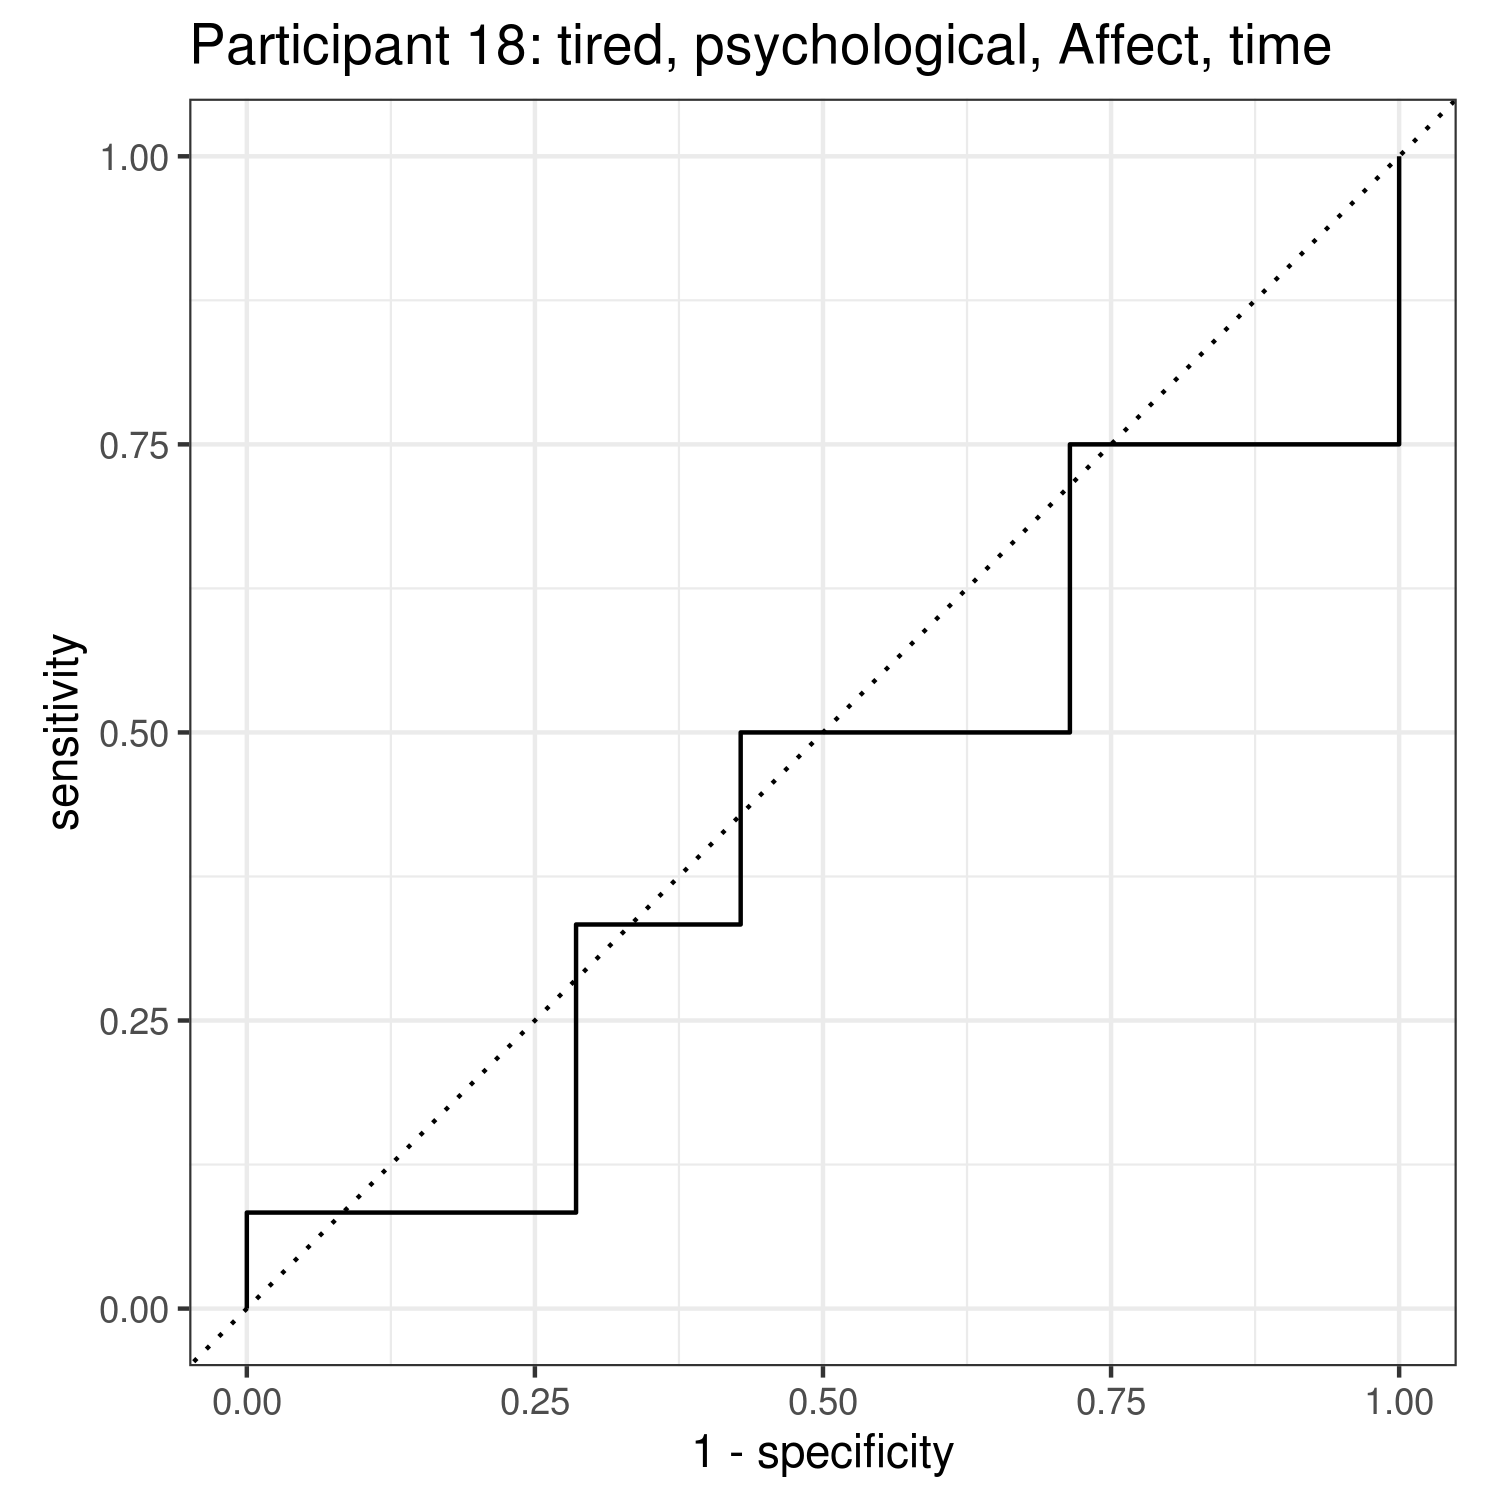 Participant 18: tired, psychological, Affect, time
1.00
0.75
0.50
0.25
0.00
sensitivity
0.00 0.25 0.50 0.75 1.00
1 - specificity